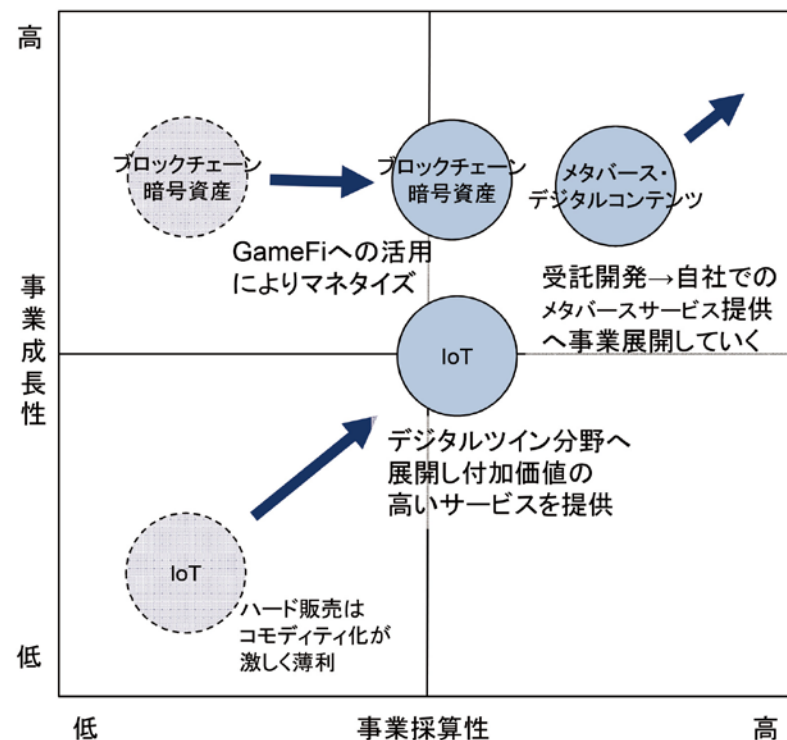 高
ブロックチェーン
暗号資産
ブロックチェーン
暗号資産
メタバース・
デジタルコンテンツ
GameFiへの活用
によりマネタイズ
受託開発→自社での
メタバースサービス提供
へ事業展開していく
事業成長性
IoT
デジタルツイン分野へ
展開し付加価値の
高いサービスを提供
IoT
ハード販売は
コモディティ化が
激しく薄利
低
低
事業採算性
高